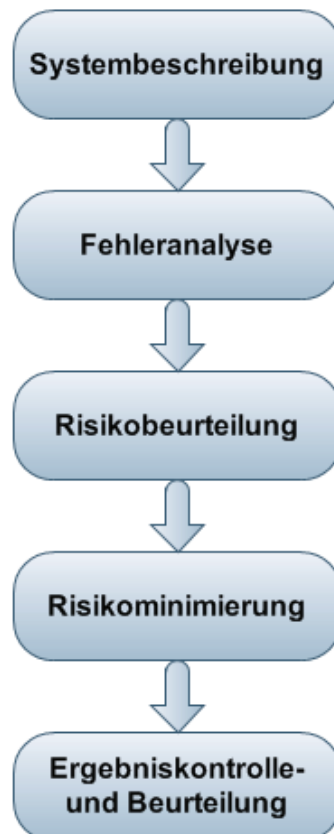 Systembeschreibung
Fehleranalyse
Risikobeurteilung
Risikominimierung
Ergebniskontrolle-
und Beurteilung